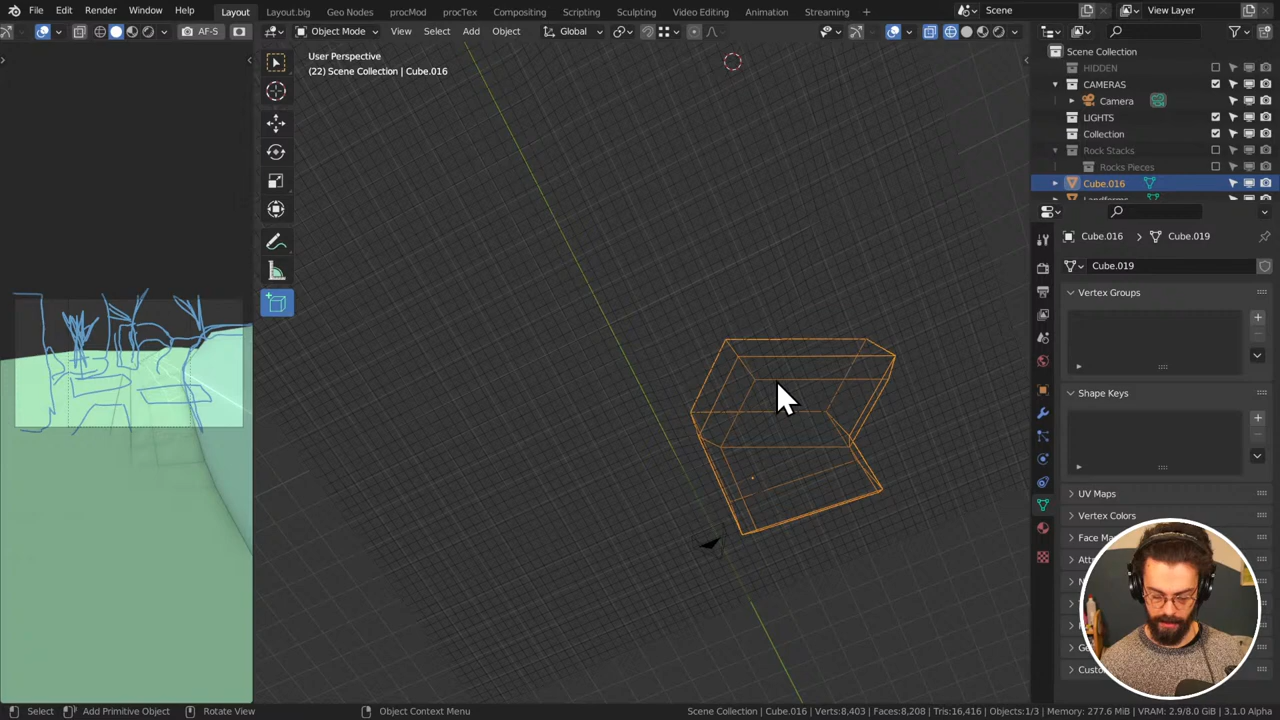 File Edit Render Window Help
Layout Layout.big Geo Nodes procMod procTex Compositing Scripting Sculpting Video Editing Animation Streaming +
Scene
View Layer
AF-S
Object Mode View Select Add Object Global
User Perspective
(22) Scene Collection | Cube.016
Scene Collection
HIDDEN
CAMERAS
Camera
LIGHTS
Collection
Rock Stacks
Rocks Pieces
Cube.016
Cube.016 > Cube.019
Cube.019
Vertex Groups
Shape Keys
UV Maps
Vertex Colors
Face Ma
Select Add Primitive Object Rotate View Object Context Menu
Scene Collection | Cube.016 Verts:8,403 Faces:8,208 Tris:16,416 Objects:1/3 Memory: 277.6 MiB VRAM: 2.9/8.0 GiB 3.1.0 Alpha